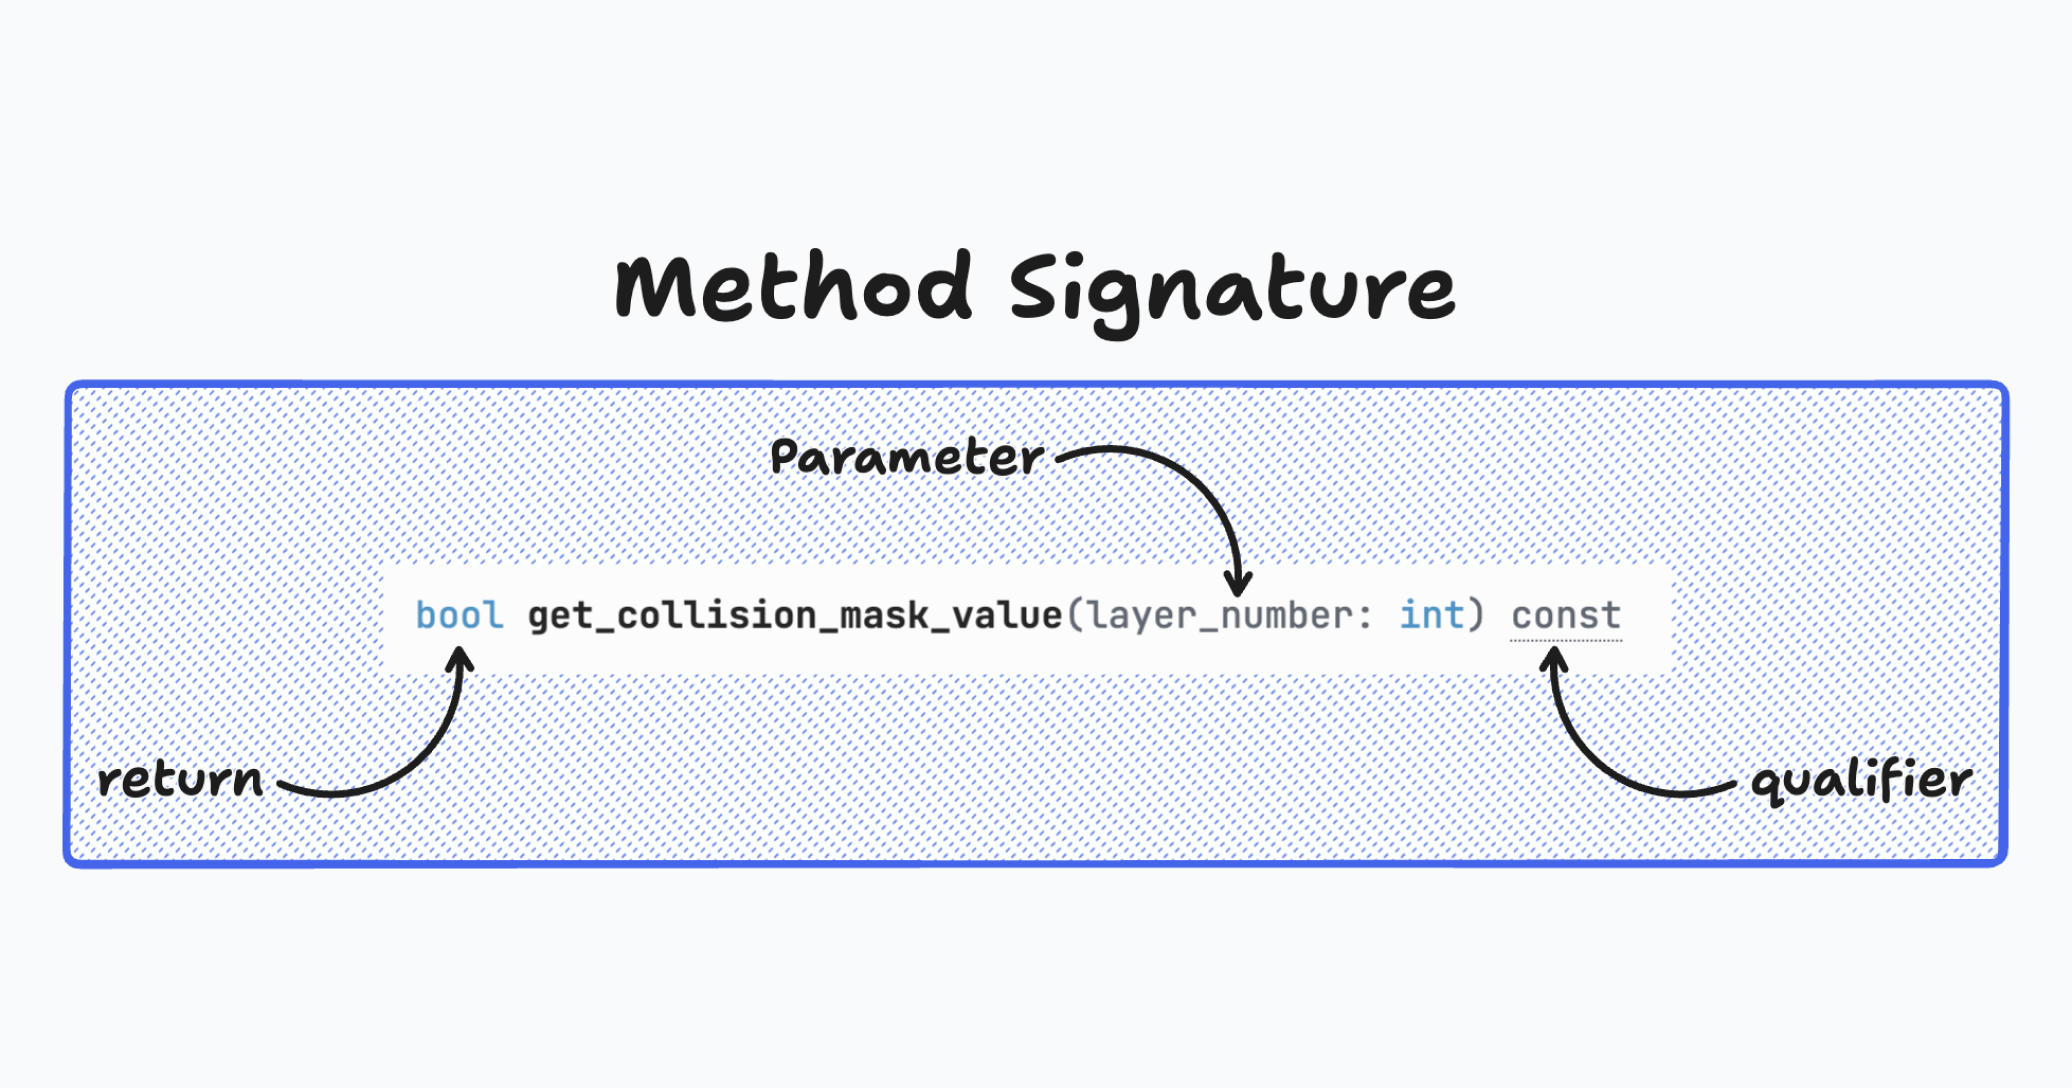 Method Signature
Parameter
bool get_collision_mask_value(layer_number: int) const
return
qualifier